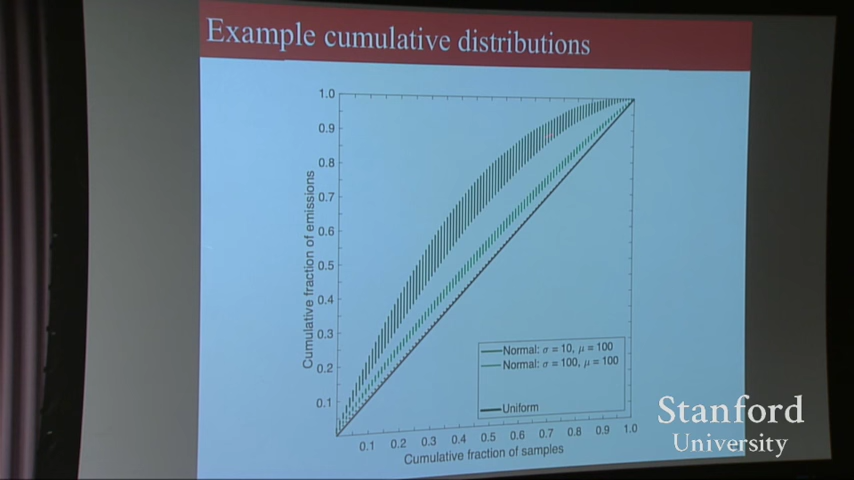 Example cumulative distributions
1.0
0.9
0.8
0.7
0.6
0.5
0.4
0.3
0.2
0.1
Cumulative fraction of emissions
Normal: σ = 10, μ = 100
Normal: σ = 100, μ = 100
Uniform
0.1 0.2 0.3 0.4 0.5 0.6 0.7 0.8 0.9 1.0
Cumulative fraction of samples
Stanford
University